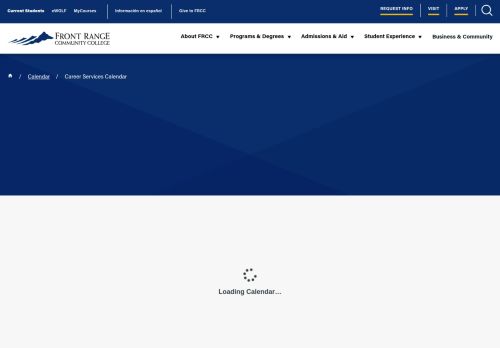 Current Students eWOLF MyCourses Información en español Give to FRCC REQUEST INFO VISIT APPLY
FRONT RANGE
COMMUNITY COLLEGE
About FRCC Programs & Degrees Admissions & Aid Student Experience Business & Community
/ Calendar / Career Services Calendar
Loading Calendar...